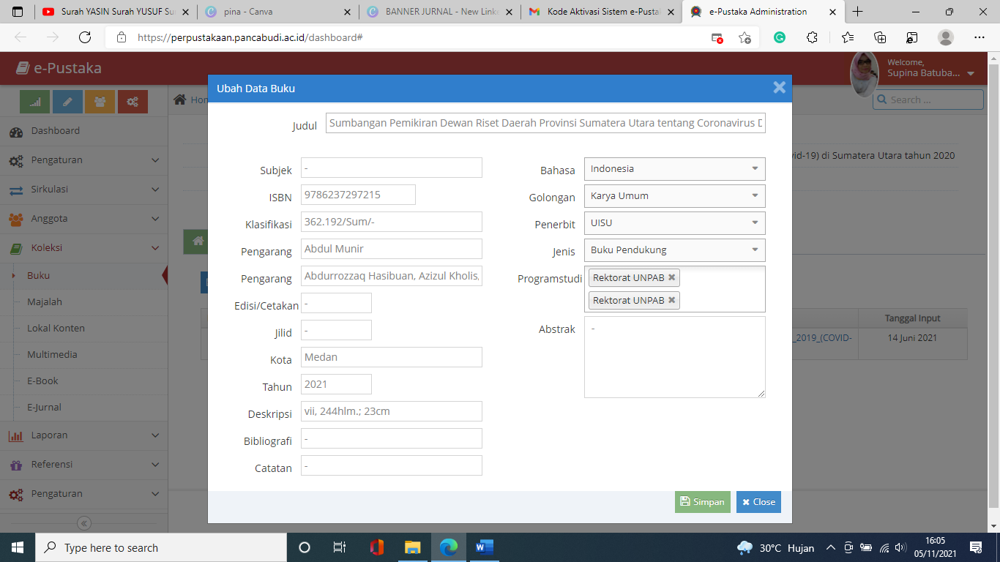 Surah YASIN Surah YUSUF Su
pina - Canva
BANNER JURNAL - New Link
Kode Aktivasi Sistem e-Pusta
e-Pustaka Administration
https://perpustakaan.pancabudi.ac.id/dashboard#
e-Pustaka
Welcome,
Supina Batuba...
Hom
Search ...
Dashboard
Pengaturan
Sirkulasi
Anggota
Koleksi
Buku
Majalah
Lokal Konten
Multimedia
E-Book
E-Jurnal
Laporan
Referensi
Pengaturan
Ubah Data Buku
Judul Sumbangan Pemikiran Dewan Riset Daerah Provinsi Sumatera Utara tentang Coronavirus D
Subjek -
ISBN 9786237297215
Klasifikasi 362.192/Sum/-
Pengarang Abdul Munir
Pengarang Abdurrozzaq Hasibuan, Azizul Kholis,
Edisi/Cetakan -
Jilid -
Kota Medan
Tahun 2021
Deskripsi vii, 244hlm.; 23cm
Bibliografi -
Catatan -
Bahasa Indonesia
Golongan Karya Umum
Penerbit UISU
Jenis Buku Pendukung
Programstudi Rektorat UNPAB
Rektorat UNPAB
Abstrak -
Simpan Close
vid-19) di Sumatera Utara tahun 2020
Tanggal Input
_2019_(COVID-
14 Juni 2021
Type here to search
30°C Hujan
16:05
05/11/2021